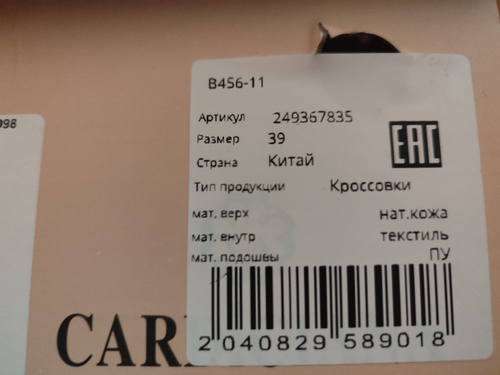 998
B456-11
Артикул 249367835
Размер 39
Страна Китай
EAC
Тип продукции Кроссовки
мат. верх нат.кожа
мат. внутр текстиль
мат. подошвы ПУ
2 040829 589018